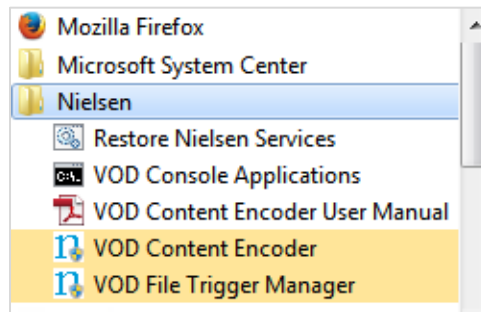 Mozilla Firefox
Microsoft System Center
Nielsen
Restore Nielsen Services
VOD Console Applications
VOD Content Encoder User Manual
VOD Content Encoder
VOD File Trigger Manager